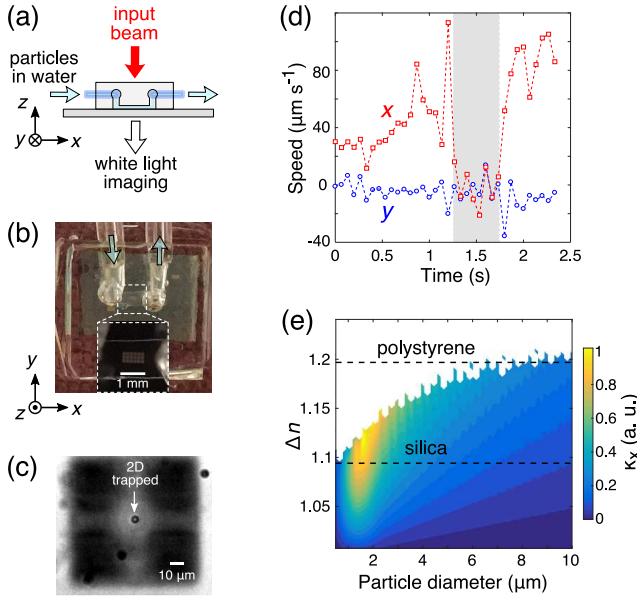 (a)
input
beam
particles
in water
z
y
x
white light
imaging
(b)
1 mm
y
z
x
(c)
2D
trapped
10 µm
(d)
Speed (µm s⁻¹)
100
60
20
0
-40
x
y
0
0.5
1
1.5
2
2.5
Time (s)
(e)
Δn
1.2
1.15
1.1
1.05
polystyrene
silica
2
4
6
8
10
Particle diameter (µm)
1
0.8
0.6
0.4
0.2
0
κx (a. u.)